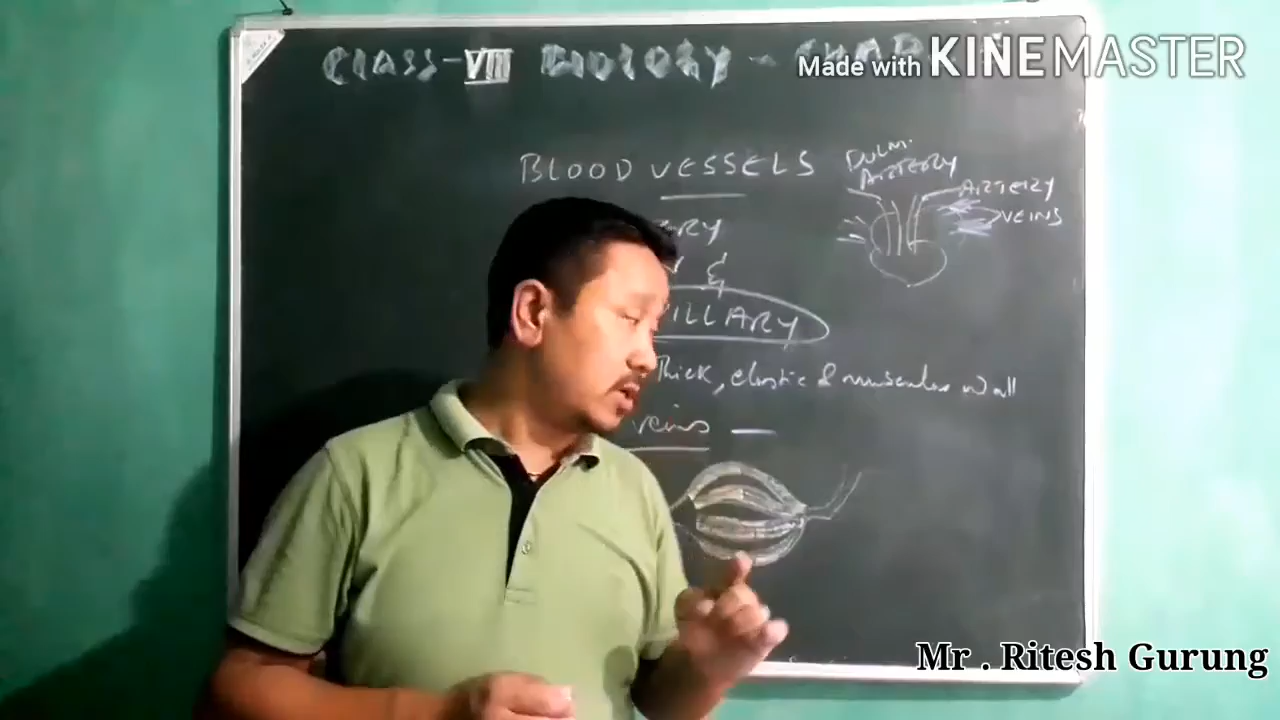 CLASS-VIII BIOLOGY - CHAP
Made with KINEMASTER
BLOOD VESSELS
PULM.
ARTERY
ARTERY
VEINS
ERY
&
ILLARY
Thick, elastic & muscular wall
veins —
Mr . Ritesh Gurung